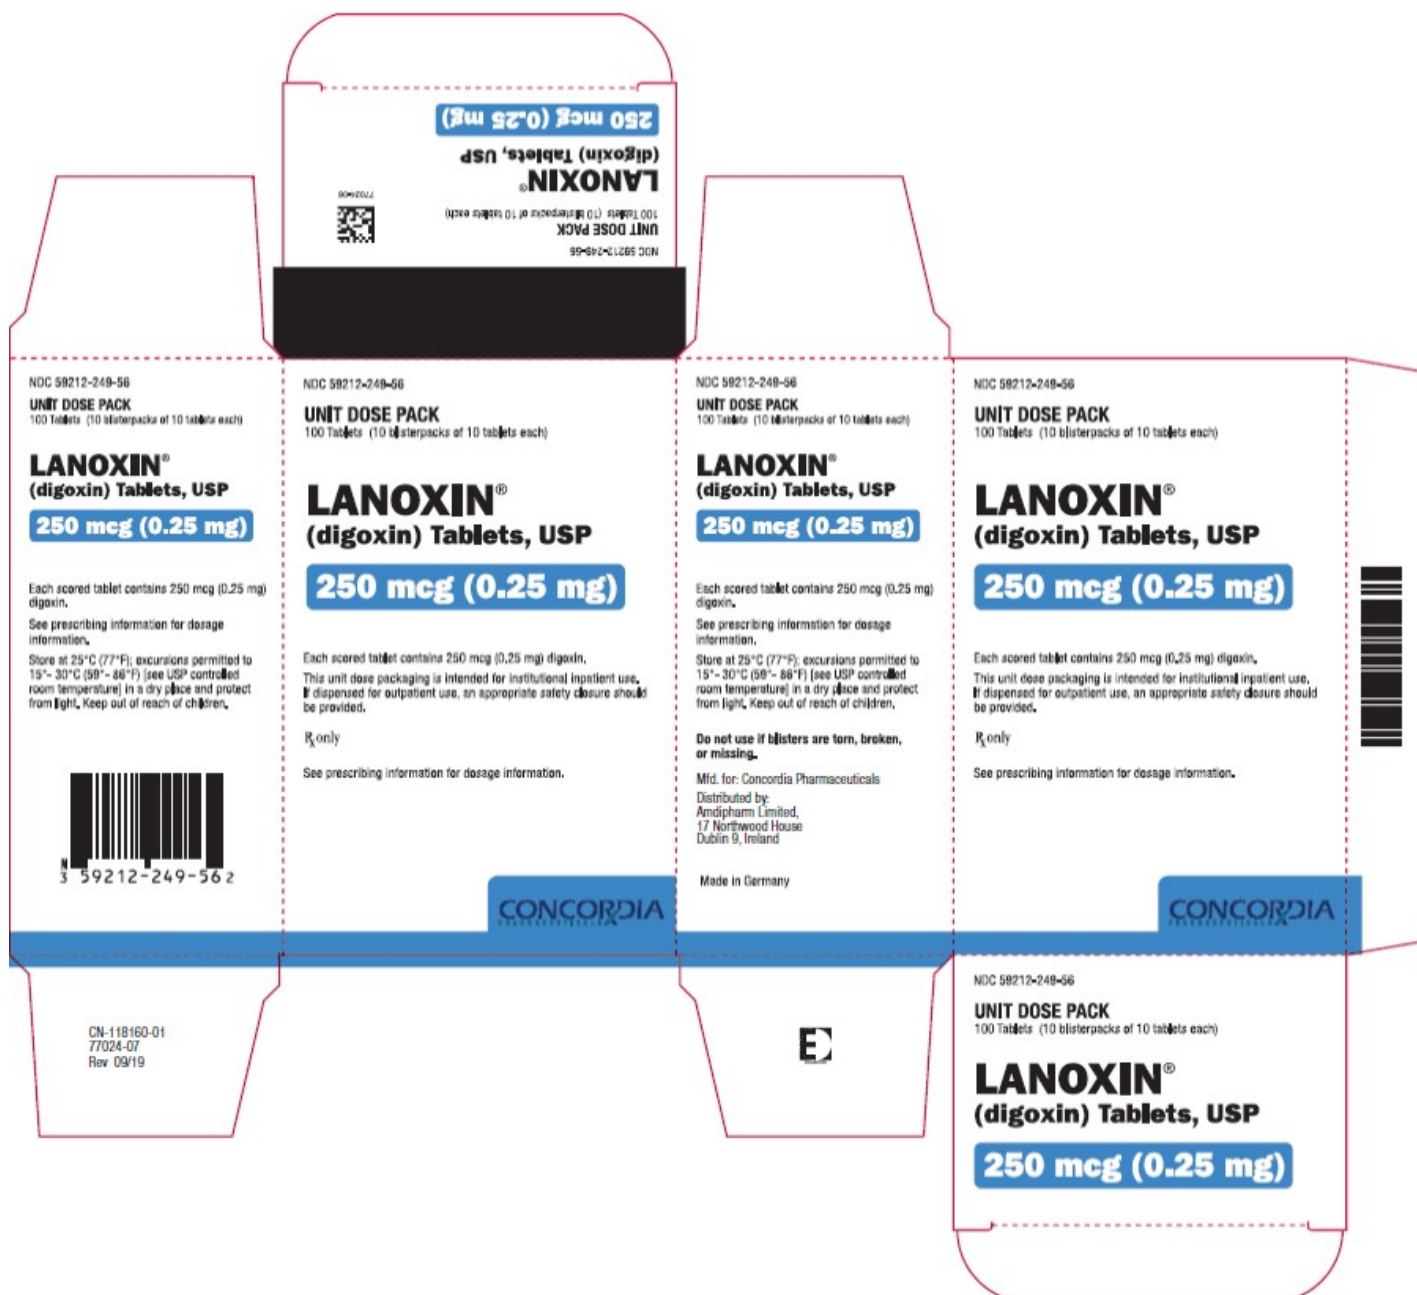 250 mcg (0.25 mg)
(digoxin) Tablets, USP
LANOXIN®
100 Tablets (10 blisterpacks of 10 tablets each)
UNIT DOSE PACK
NDC 59212-249-56
77024-06
NDC 59212-249-56
UNIT DOSE PACK
100 Tablets (10 blisterpacks of 10 tablets each)
LANOXIN®
(digoxin) Tablets, USP
250 mcg (0.25 mg)
Each scored tablet contains 250 mcg (0.25 mg)
digoxin.
See prescribing information for dosage
information.
Store at 25°C (77°F); excursions permitted to
15°- 30°C (59°- 86°F) [see USP controlled
room temperature] in a dry place and protect
from light. Keep out of reach of children.
N
3 59212-249-56 2
NDC 59212-249-56
UNIT DOSE PACK
100 Tablets (10 blisterpacks of 10 tablets each)
LANOXIN®
(digoxin) Tablets, USP
250 mcg (0.25 mg)
Each scored tablet contains 250 mcg (0.25 mg) digoxin.
This unit dose packaging is intended for institutional inpatient use.
If dispensed for outpatient use, an appropriate safety closure should
be provided.
℞ only
See prescribing information for dosage information.
CONCORDIA
PHARMACEUTICALS
NDC 59212-249-56
UNIT DOSE PACK
100 Tablets (10 blisterpacks of 10 tablets each)
LANOXIN®
(digoxin) Tablets, USP
250 mcg (0.25 mg)
Each scored tablet contains 250 mcg (0.25 mg)
digoxin.
See prescribing information for dosage
information.
Store at 25°C (77°F); excursions permitted to
15°- 30°C (59°- 86°F) [see USP controlled
room temperature] in a dry place and protect
from light. Keep out of reach of children.
Do not use if blisters are torn, broken,
or missing.
Mfd. for: Concordia Pharmaceuticals
Distributed by:
Amdipharm Limited,
17 Northwood House
Dublin 9, Ireland
Made in Germany
NDC 59212-249-56
UNIT DOSE PACK
100 Tablets (10 blisterpacks of 10 tablets each)
LANOXIN®
(digoxin) Tablets, USP
250 mcg (0.25 mg)
Each scored tablet contains 250 mcg (0.25 mg) digoxin.
This unit dose packaging is intended for institutional inpatient use.
If dispensed for outpatient use, an appropriate safety closure should
be provided.
℞ only
See prescribing information for dosage information.
CONCORDIA
PHARMACEUTICALS
CN-118160-01
77024-07
Rev 09/19
E
NDC 59212-249-56
UNIT DOSE PACK
100 Tablets (10 blisterpacks of 10 tablets each)
LANOXIN®
(digoxin) Tablets, USP
250 mcg (0.25 mg)